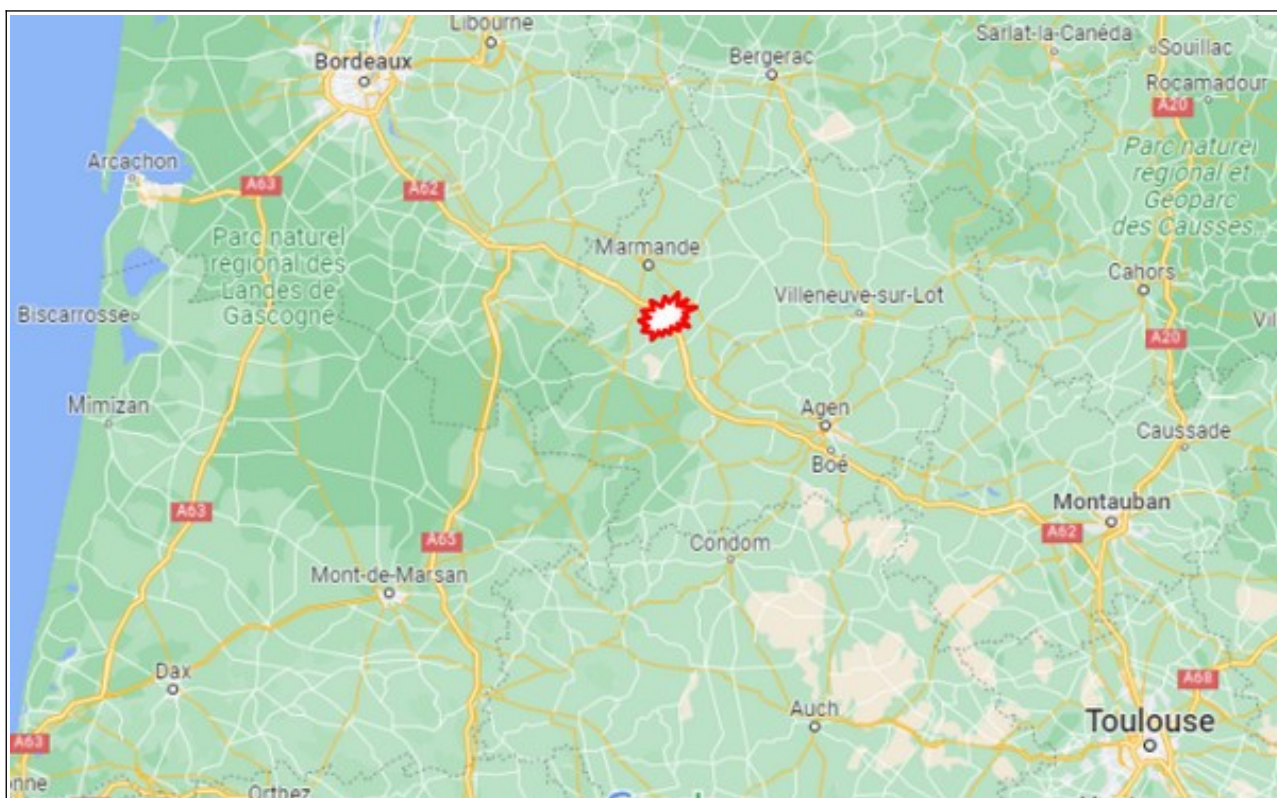 Libourne
Sarlat-la-Canéda
Souillac
Bordeaux
Bergerac
Rocamadour
A20
Parc naturel
régional et
Géoparc
des Causses...
Arcachon
A63
A62
Parc naturel
régional des
Landes de
Gascogne
Marmande
Cahors
Villeneuve-sur-Lot
Biscarrosse
Vil
A20
Mimizan
Agen
Caussade
Boé
Montauban
A63
A62
A65
Condom
Mont-de-Marsan
Dax
A68
Auch
Toulouse
A63
onne
Orthez